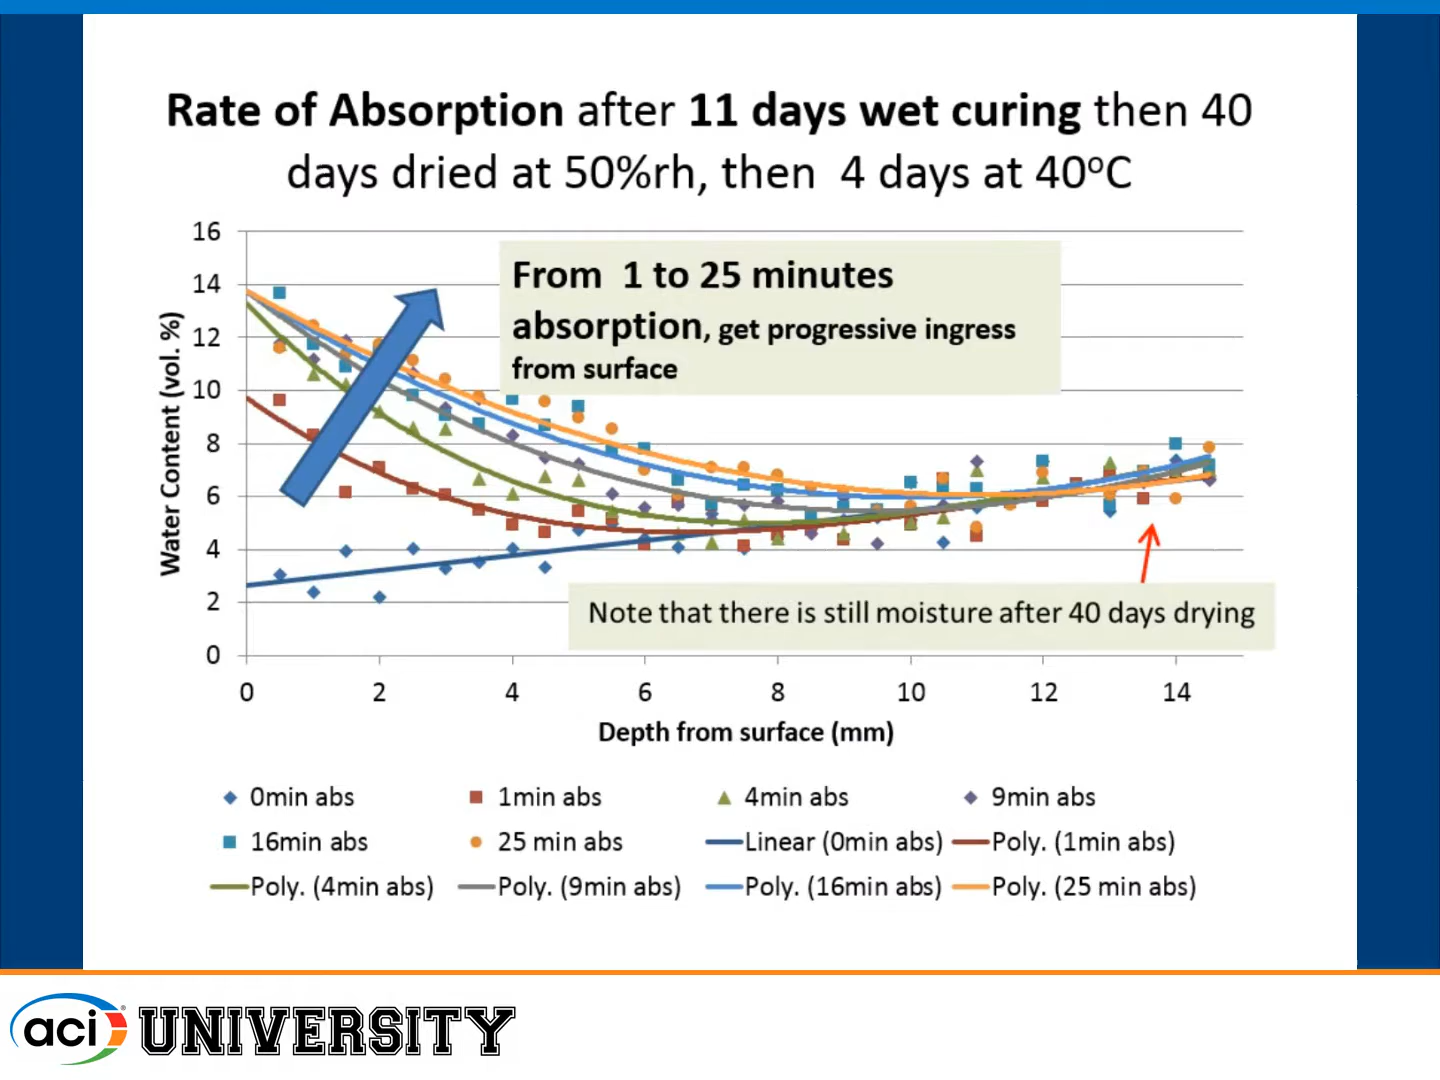 Rate of Absorption after 11 days wet curing then 40
days dried at 50%rh, then 4 days at 40ºC
From 1 to 25 minutes
absorption, get progressive ingress
from surface
16
14
12
10
8
6
4
2
0
Water Content (vol. %)
Note that there is still moisture after 40 days drying
0 2 4 6 8 10 12 14
Depth from surface (mm)
0min abs 1min abs 4min abs 9min abs
16min abs 25 min abs Linear (0min abs) Poly. (1min abs)
Poly. (4min abs) Poly. (9min abs) Poly. (16min abs) Poly. (25 min abs)
aci UNIVERSITY